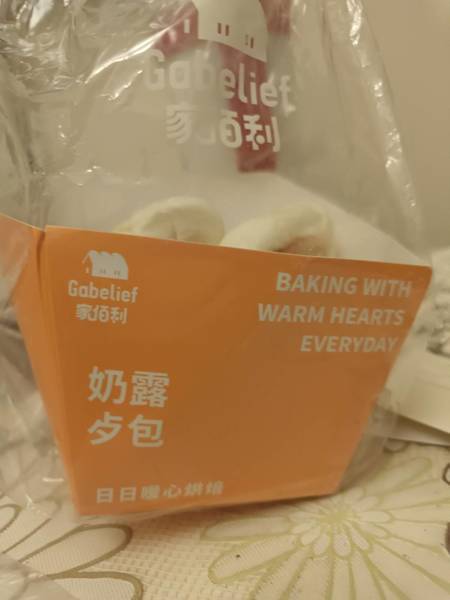 Gabelief
家佰利
Gabelief
家佰利
BAKING WITH
WARM HEARTS
EVERYDAY
奶露
歺包
日日暖心烘焙